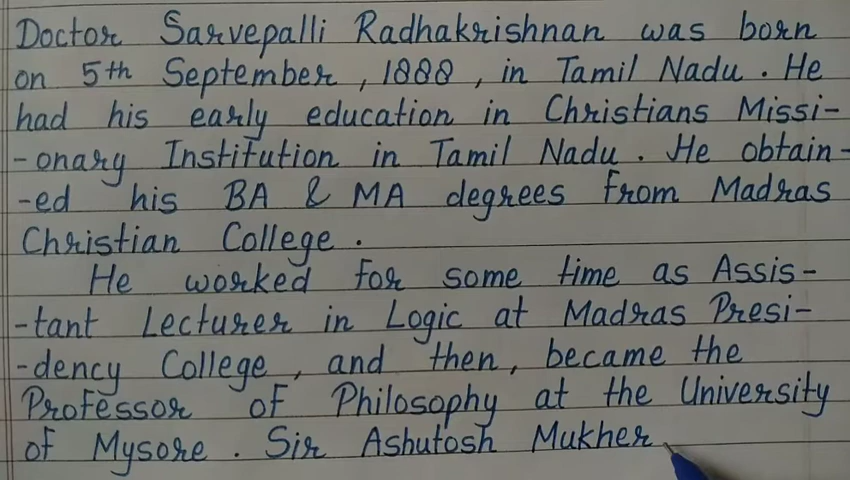 Doctor Sarvepalli Radhakrishnan was born
on 5th September, 1888, in Tamil Nadu. He
had his early education in Christians Missi-
-onary Institution in Tamil Nadu. He obtain-
-ed his BA & MA degrees from Madras
Christian College.
He worked for some time as Assis-
-tant Lecturer in Logic at Madras Presi-
-dency College, and then, became the
Professor of Philosophy at the University
of Mysore. Sir Ashutosh Mukher